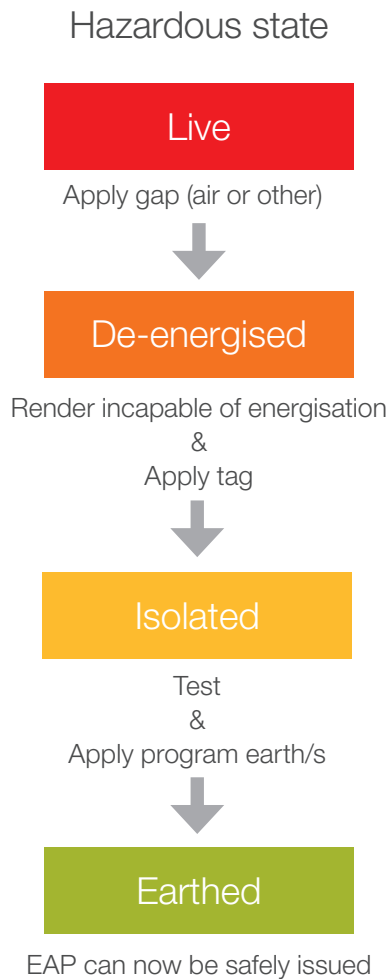 Hazardous state
Live
Apply gap (air or other)
De-energised
Render incapable of energisation
&
Apply tag
Isolated
Test
&
Apply program earth/s
Earthed
EAP can now be safely issued